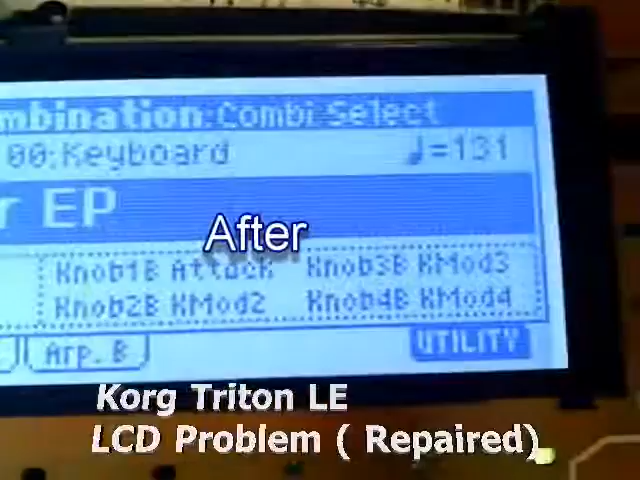 mbination:Combi Select
00:Keyboard ♩=131
r EP
After
Knob1B Attack Knob3B KMod3
Knob2B KMod2 Knob4B KMod4
Arp. B UTILITY
Korg Triton LE
LCD Problem ( Repaired)